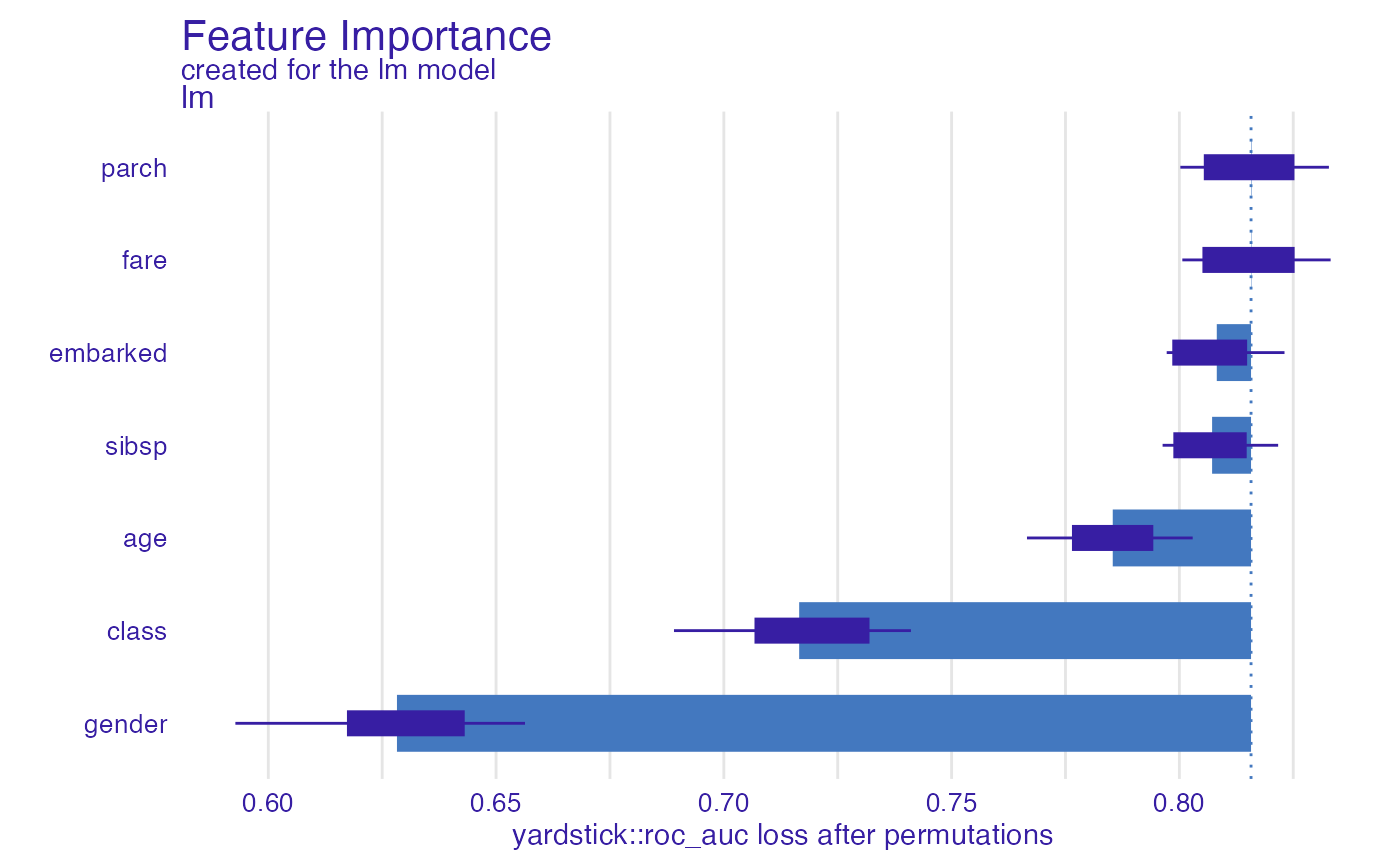 Feature Importance
created for the lm model
lm
parch
fare
embarked
sibsp
age
class
gender
0.60 0.65 0.70 0.75 0.80
yardstick::roc_auc loss after permutations